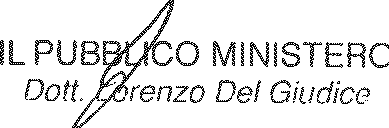 IL PUBBLICO MINISTERO
Dott. Lorenzo Del Giudice